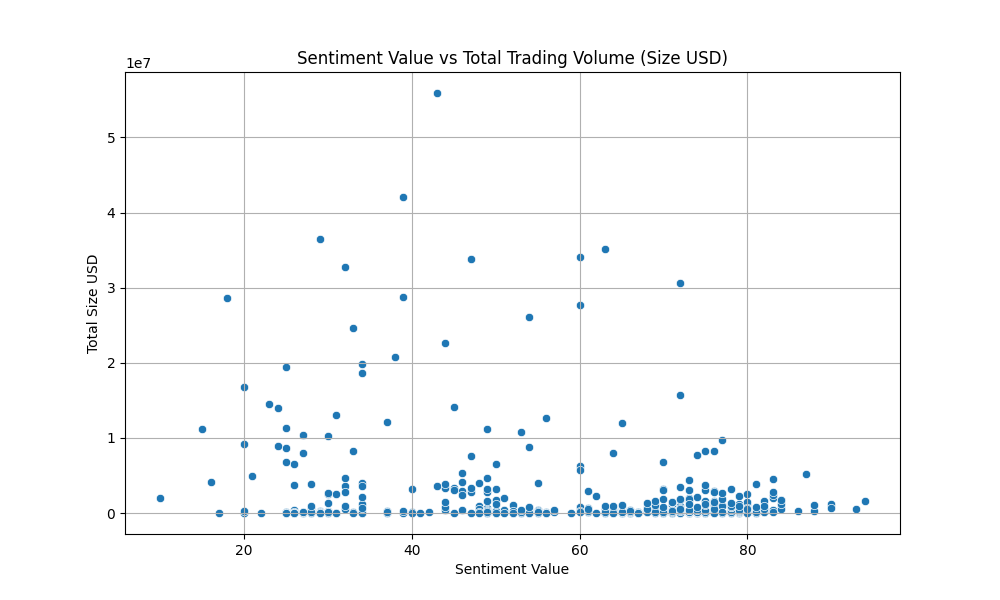 Sentiment Value vs Total Trading Volume (Size USD)
1e7
5
4
3
2
1
0
Total Size USD
20 40 60 80
Sentiment Value